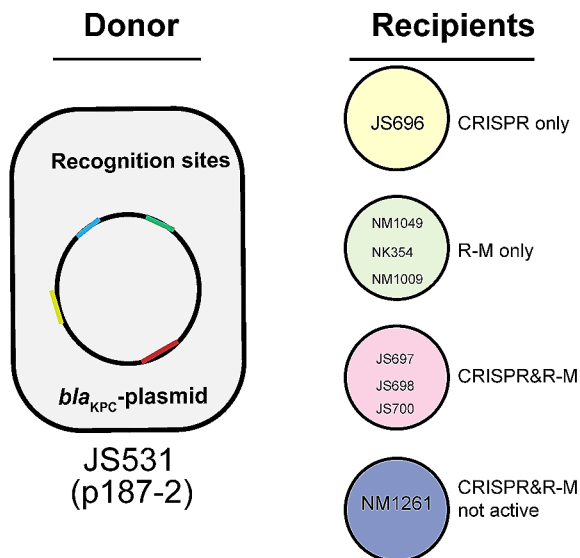 Donor
Recognition sites
blaKPC-plasmid
JS531
(p187-2)
Recipients
JS696
CRISPR only
NM1049
NK354
NM1009
R-M only
JS697
JS698
JS700
CRISPR&R-M
NM1261
CRISPR&R-M
not active